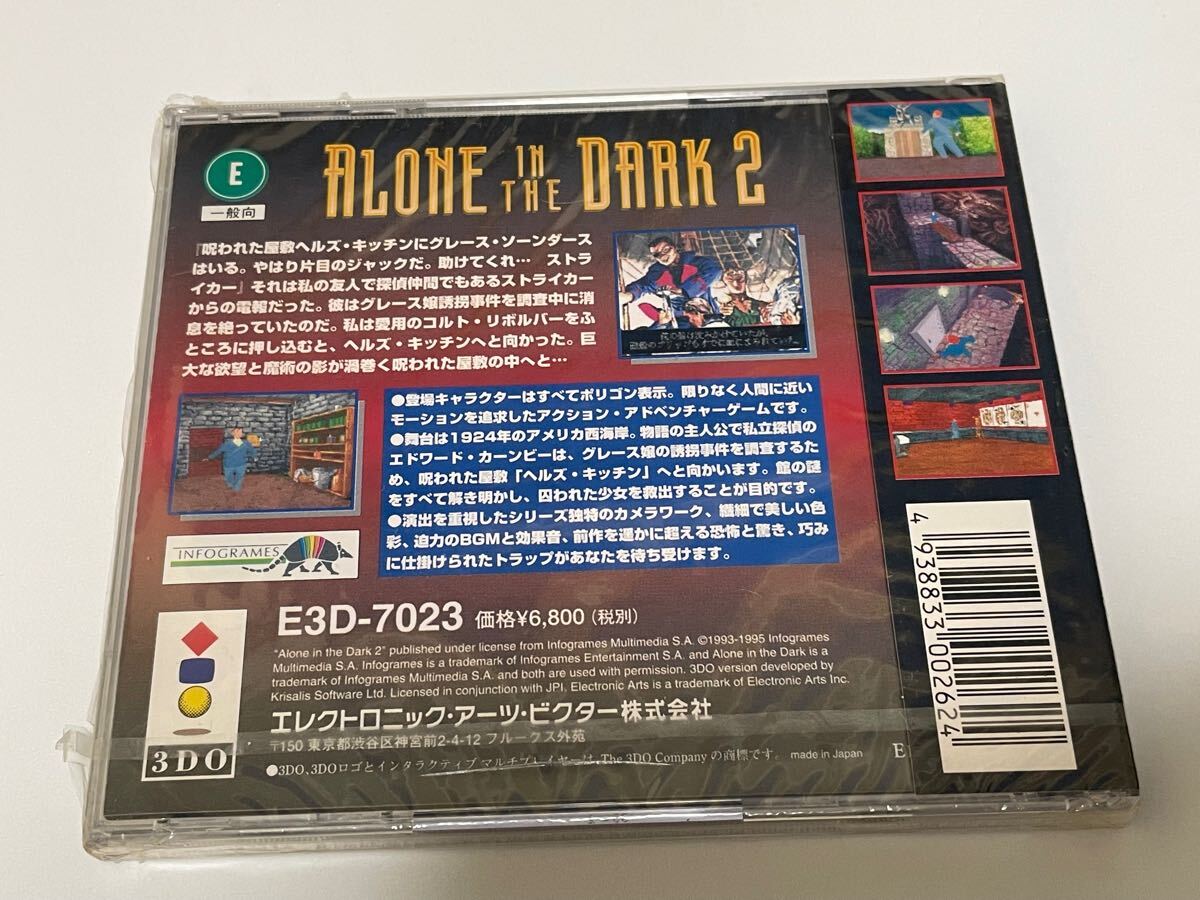 E
一般向
ALONE IN THE DARK 2
『呪われた屋敷ヘルズ・キッチンにグレース・ソーンダース
はいる。やはり片目のジャックだ。助けてくれ… ストラ
イカー』それは私の友人で探偵仲間でもあるストライカー
からの電報だった。彼はグレース嬢誘拐事件を調査中に消
息を絶っていたのだ。私は愛用のコルト・リボルバーをふ
ところに押し込むと、ヘルズ・キッチンへと向かった。巨
大な欲望と魔術の影が渦巻く呪われた屋敷の中へと…
●登場キャラクターはすべてポリゴン表示。限りなく人間に近い
モーションを追求したアクション・アドベンチャーゲームです。
●舞台は1924年のアメリカ西海岸。物語の主人公で私立探偵の
エドワード・カーンビーは、グレース嬢の誘拐事件を調査するた
め、呪われた屋敷「ヘルズ・キッチン」へと向かいます。館の謎
をすべて解き明かし、囚われた少女を救出することが目的です。
●演出を重視したシリーズ独特のカメラワーク、繊細で美しい色
彩、迫力のBGMと効果音、前作を遥かに超える恐怖と驚き、巧み
に仕掛けられたトラップがあなたを待ち受けます。
INFOGRAMES
E3D-7023 価格¥6,800(税別)
"Alone in the Dark 2" published under license from Infogrames Multimedia S.A. ©1993-1995 Infogrames
Multimedia S.A. Infogrames is a trademark of Infogrames Entertainment S.A. and Alone in the Dark is a
trademark of Infogrames Multimedia S.A. and both are used with permission. 3DO version developed by
Krisalis Software Ltd. Licensed in conjunction with JPI. Electronic Arts is a trademark of Electronic Arts Inc.
エレクトロニック・アーツ・ビクター株式会社
〒150 東京都渋谷区神宮前2-4-12 フルークス外苑
●3DO、3DOロゴとインタラクティブ マルチプレイヤーは、The 3DO Company の商標です。 made in Japan
3DO
E
4 938833 002624